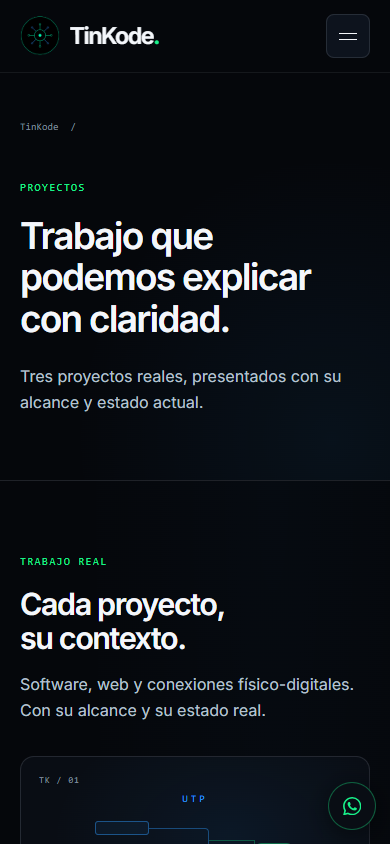 TinKode.
TinKode /
PROYECTOS
Trabajo que
podemos explicar
con claridad.
Tres proyectos reales, presentados con su
alcance y estado actual.
TRABAJO REAL
Cada proyecto,
su contexto.
Software, web y conexiones físico-digitales.
Con su alcance y su estado real.
TK / 01
UTP